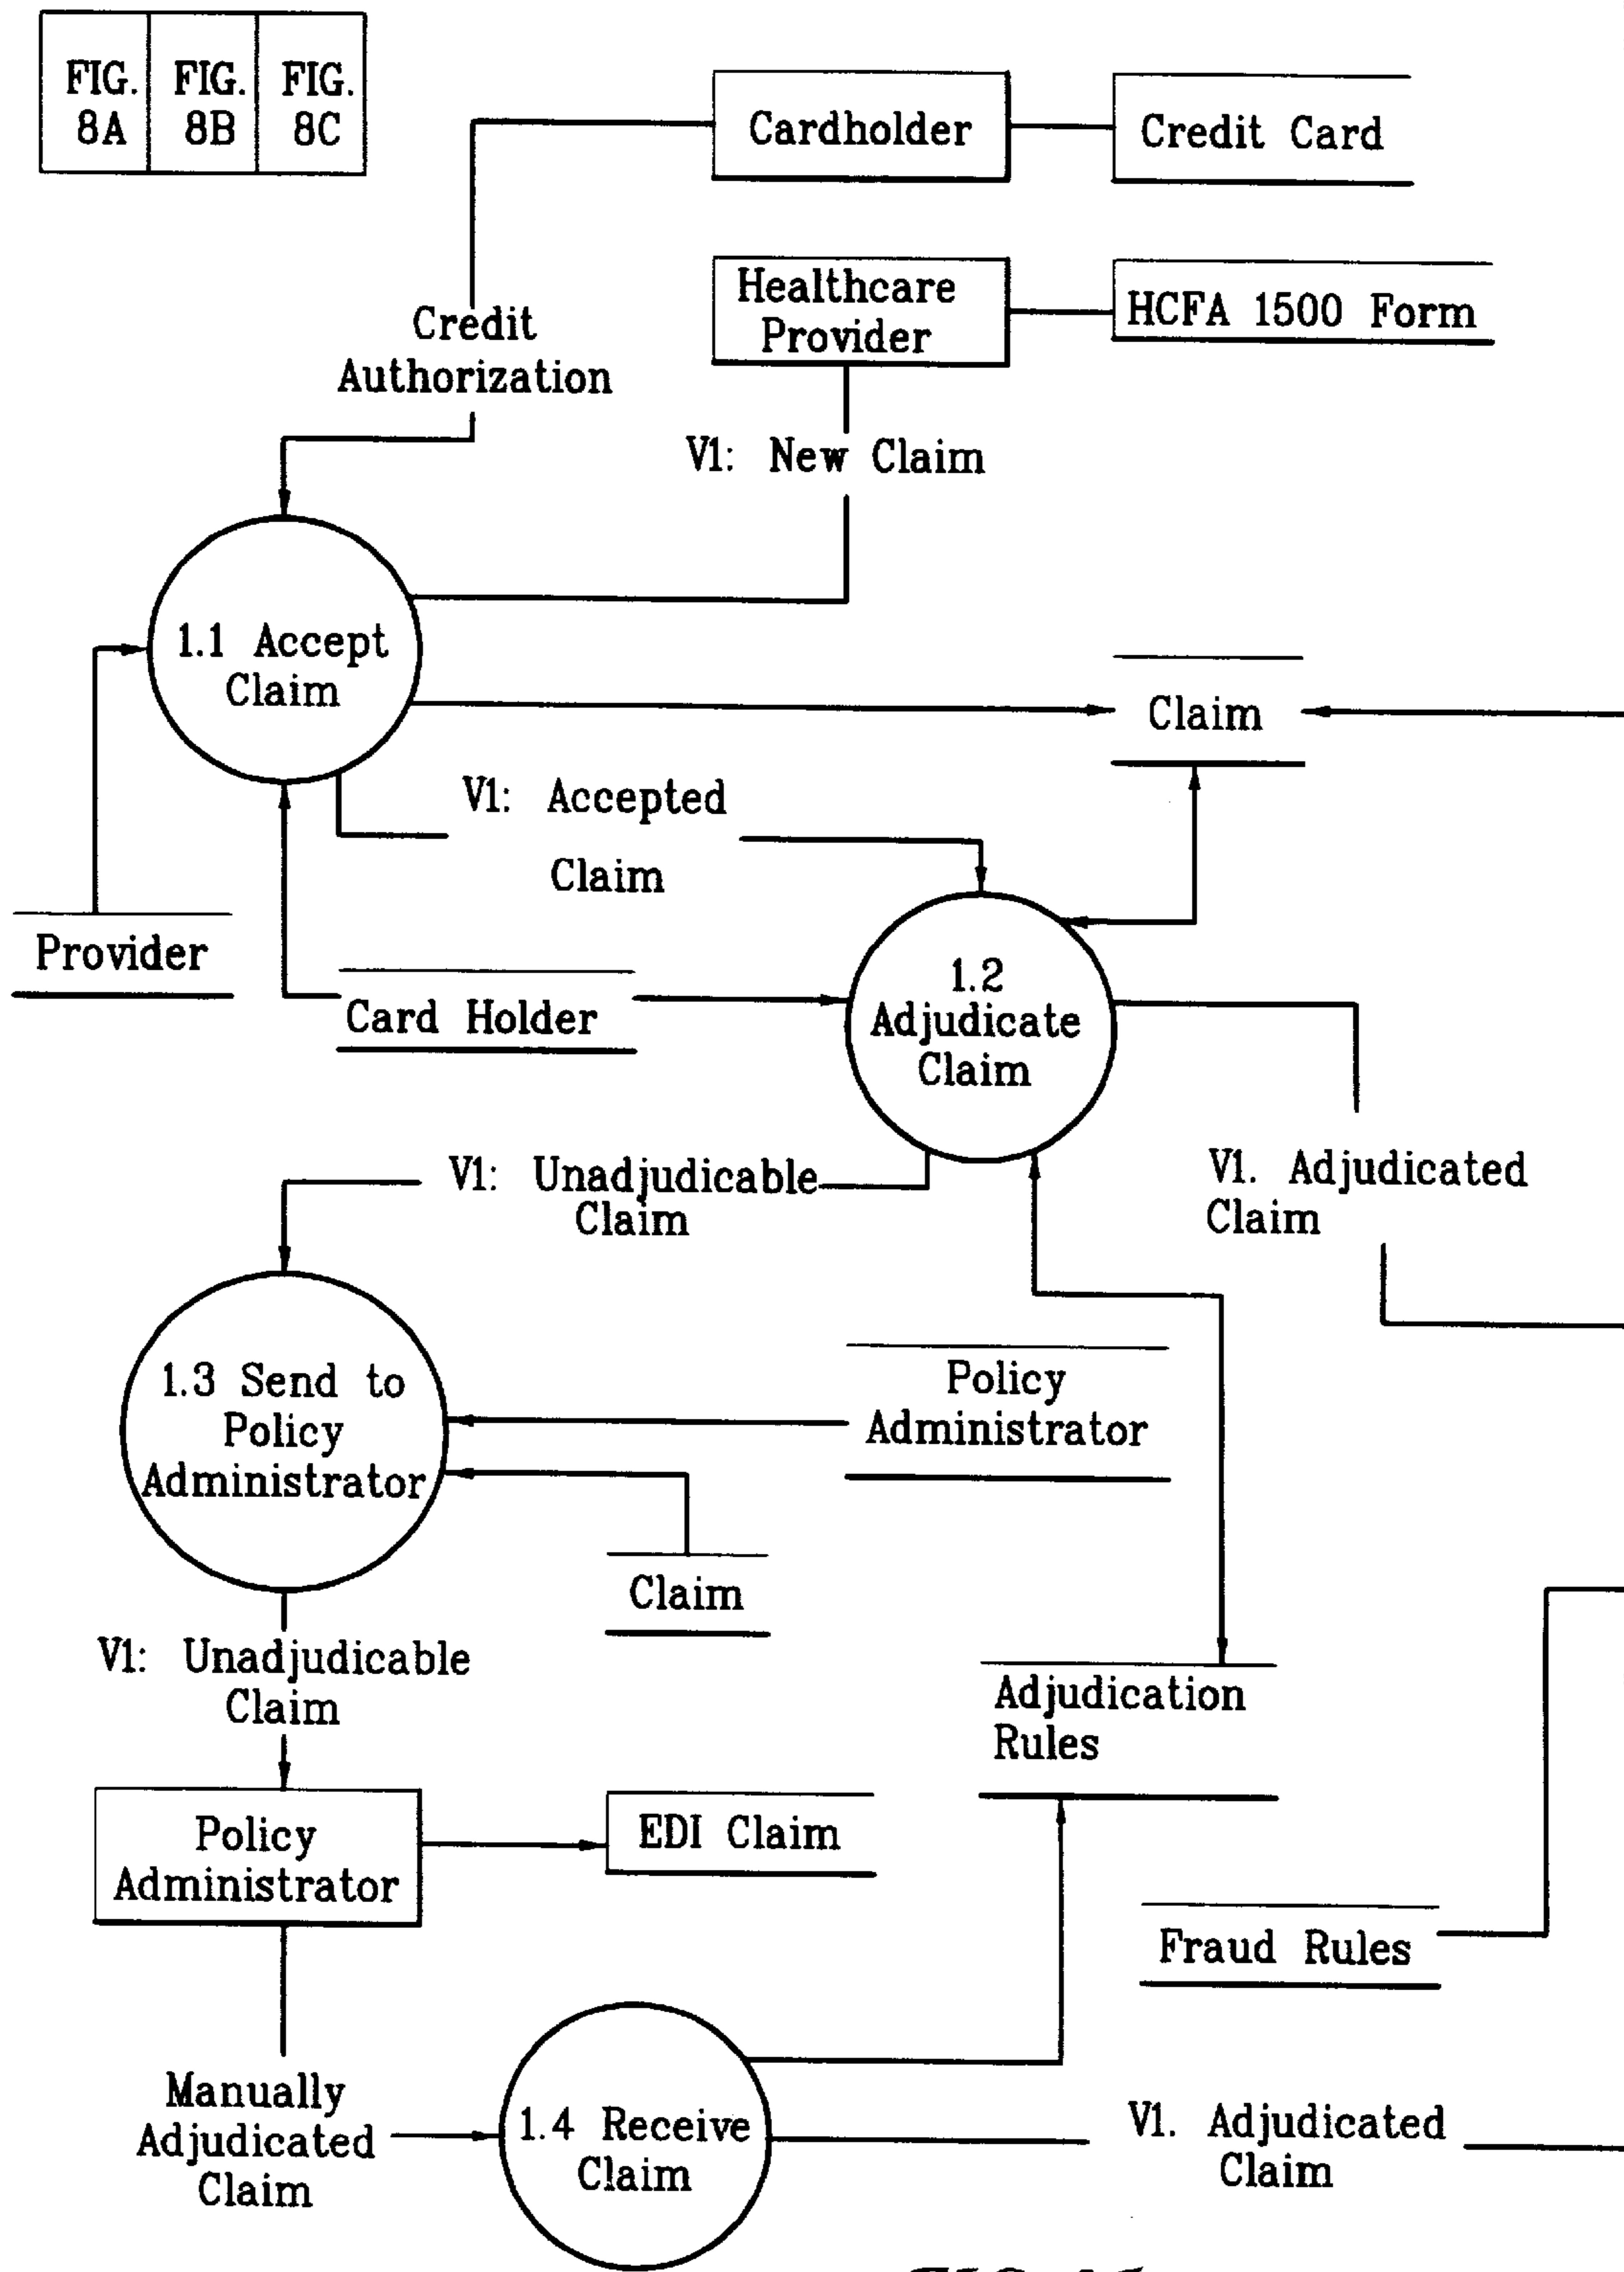 FIG. 8A
FIG. 8B
FIG. 8C
Cardholder
Credit Card
Healthcare
Provider
HCFA 1500 Form
Credit
Authorization
V1: New Claim
1.1 Accept
Claim
Claim
V1: Accepted
Claim
Provider
Card Holder
1.2
Adjudicate
Claim
V1: Unadjudicable
Claim
V1. Adjudicated
Claim
1.3 Send to
Policy
Administrator
Policy
Administrator
Claim
V1: Unadjudicable
Claim
Adjudication
Rules
Policy
Administrator
EDI Claim
Fraud Rules
Manually
Adjudicated
Claim
1.4 Receive
Claim
V1. Adjudicated
Claim